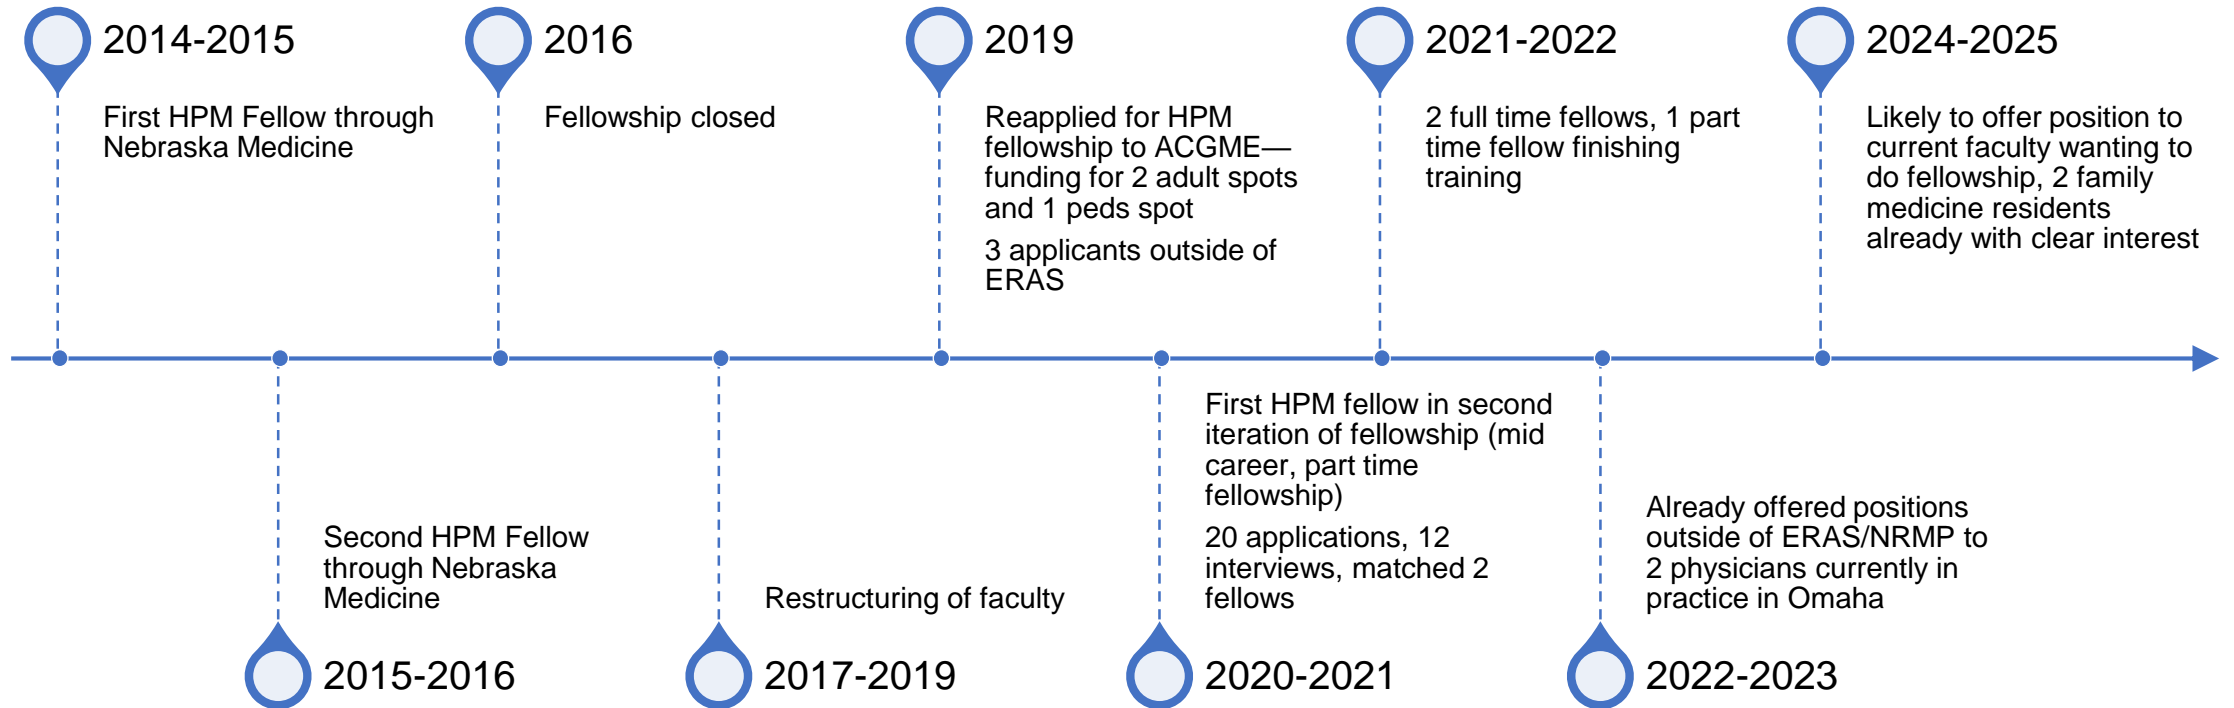 2014-2015
First HPM Fellow through
Nebraska Medicine
2015-2016
Second HPM Fellow
through Nebraska
Medicine
2016
Fellowship closed
2017-2019
Restructuring of faculty
2019
Reapplied for HPM
fellowship to ACGME—
funding for 2 adult spots
and 1 peds spot
3 applicants outside of
ERAS
2020-2021
First HPM fellow in second
iteration of fellowship (mid
career, part time
fellowship)
20 applications, 12
interviews, matched 2
fellows
2021-2022
2 full time fellows, 1 part
time fellow finishing
training
2022-2023
Already offered positions
outside of ERAS/NRMP to
2 physicians currently in
practice in Omaha
2024-2025
Likely to offer position to
current faculty wanting to
do fellowship, 2 family
medicine residents
already with clear interest